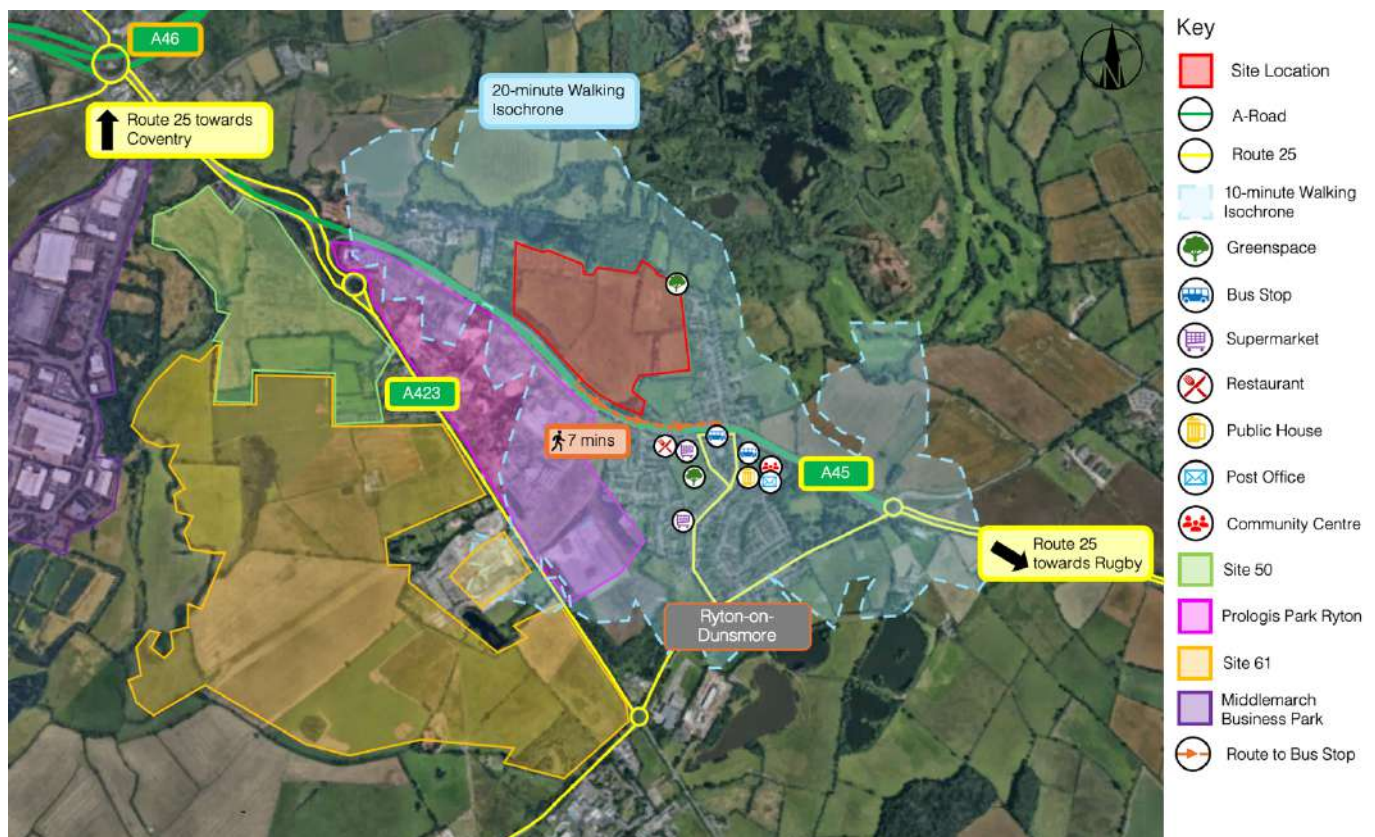 A46
Route 25 towards
Coventry
20-minute Walking
Isochrone
A423
7 mins
A45
Route 25
towards Rugby
Ryton-on-
Dunsmore
N
Key
Site Location
A-Road
Route 25
10-minute Walking
Isochrone
Greenspace
Bus Stop
Supermarket
Restaurant
Public House
Post Office
Community Centre
Site 50
Prologis Park Ryton
Site 61
Middlemarch
Business Park
Route to Bus Stop